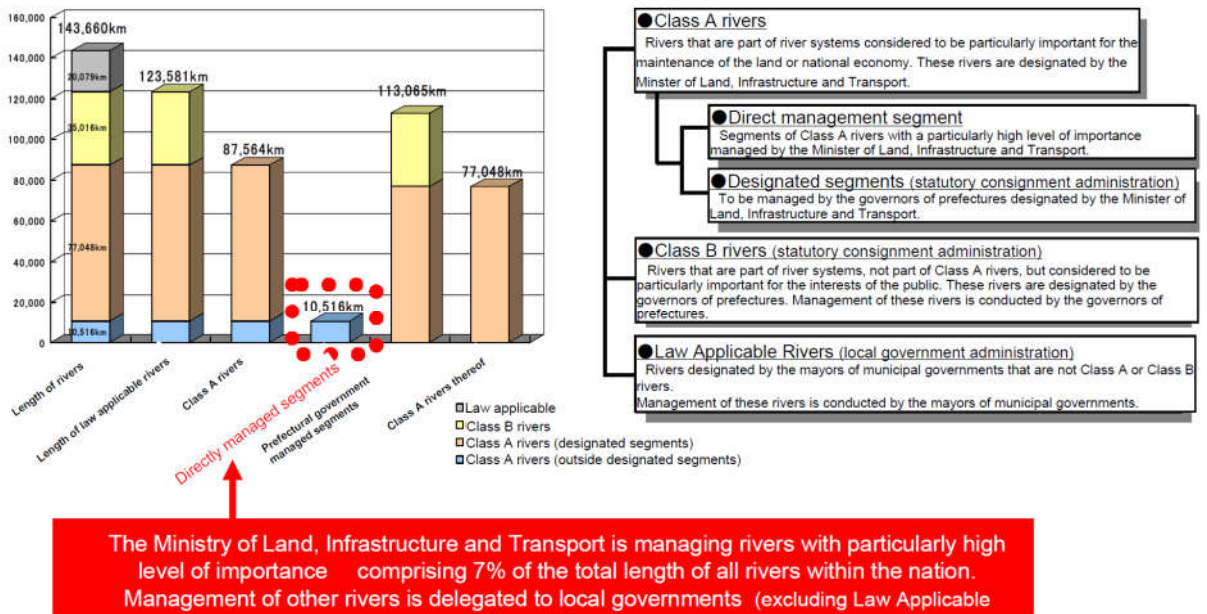 160,000
140,000
120,000
100,000
80,000
60,000
40,000
20,000
0
143,660km
20,079km
35,016km
77,048km
10,516km
123,581km
87,564km
10,516km
113,065km
77,048km
Length of rivers
Length of law applicable rivers
Class A rivers
Directly managed segments
Prefectural government
managed segments
Class A rivers thereof
Law applicable
Class B rivers
Class A rivers (designated segments)
Class A rivers (outside designated segments)
●Class A rivers
Rivers that are part of river systems considered to be particularly important for the
maintenance of the land or national economy. These rivers are designated by the
Minster of Land, Infrastructure and Transport.
●Direct management segment
Segments of Class A rivers with a particularly high level of importance
managed by the Minister of Land, Infrastructure and Transport.
●Designated segments (statutory consignment administration)
To be managed by the governors of prefectures designated by the Minister of
Land, Infrastructure and Transport.
●Class B rivers (statutory consignment administration)
Rivers that are part of river systems, not part of Class A rivers, but considered to be
particularly important for the interests of the public. These rivers are designated by the
governors of prefectures. Management of these rivers is conducted by the governors of
prefectures.
●Law Applicable Rivers (local government administration)
Rivers designated by the mayors of municipal governments that are not Class A or Class B
rivers.
Management of these rivers is conducted by the mayors of municipal governments.
The Ministry of Land, Infrastructure and Transport is managing rivers with particularly high
level of importance comprising 7% of the total length of all rivers within the nation.
Management of other rivers is delegated to local governments (excluding Law Applicable